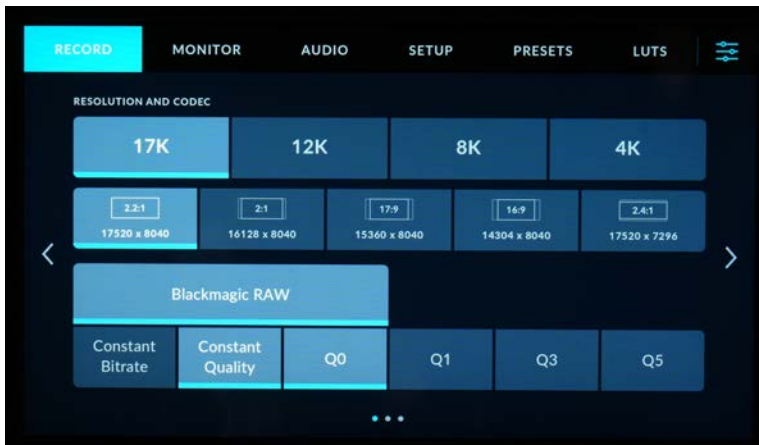 RECORD MONITOR AUDIO SETUP PRESETS LUTS
RESOLUTION AND CODEC
17K 12K 8K 4K
2.2:1 2:1 17:9 16:9 2.4:1
17520 x 8040 16128 x 8040 15360 x 8040 14304 x 8040 17520 x 7296
Blackmagic RAW
Constant Bitrate Constant Quality Q0 Q1 Q3 Q5